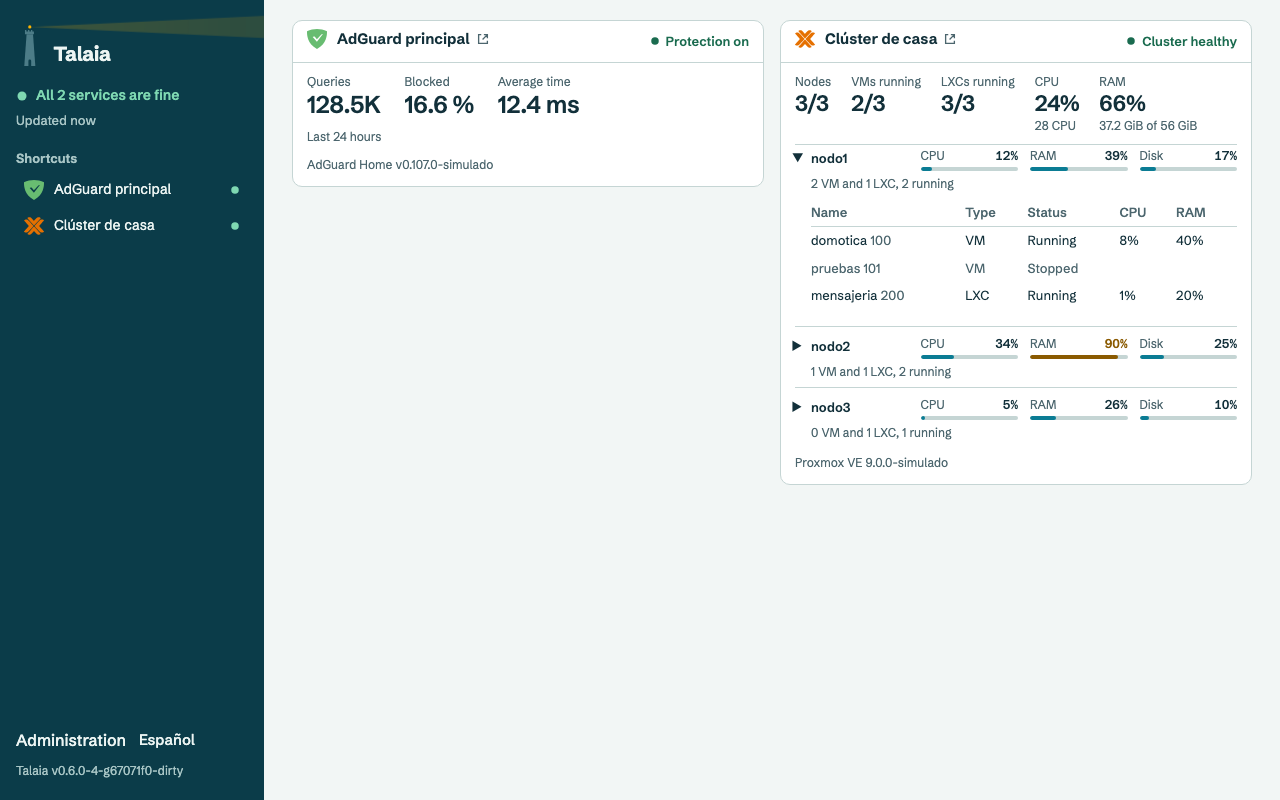 Talaia
All 2 services are fine
Updated now
Shortcuts
AdGuard principal
Clúster de casa
Administration Español
Talaia v0.6.0-4-g67071f0-dirty
AdGuard principal
Protection on
Queries Blocked Average time
128.5K 16.6 % 12.4 ms
Last 24 hours
AdGuard Home v0.107.0-simulado
Clúster de casa
Cluster healthy
Nodes VMs running LXCs running CPU RAM
3/3 2/3 3/3 24% 66%
28 CPU 37.2 GiB of 56 GiB
nodo1 CPU 12% RAM 39% Disk 17%
2 VM and 1 LXC, 2 running
Name Type Status CPU RAM
domotica 100 VM Running 8% 40%
pruebas 101 VM Stopped
mensajeria 200 LXC Running 1% 20%
nodo2 CPU 34% RAM 90% Disk 25%
1 VM and 1 LXC, 2 running
nodo3 CPU 5% RAM 26% Disk 10%
0 VM and 1 LXC, 1 running
Proxmox VE 9.0.0-simulado